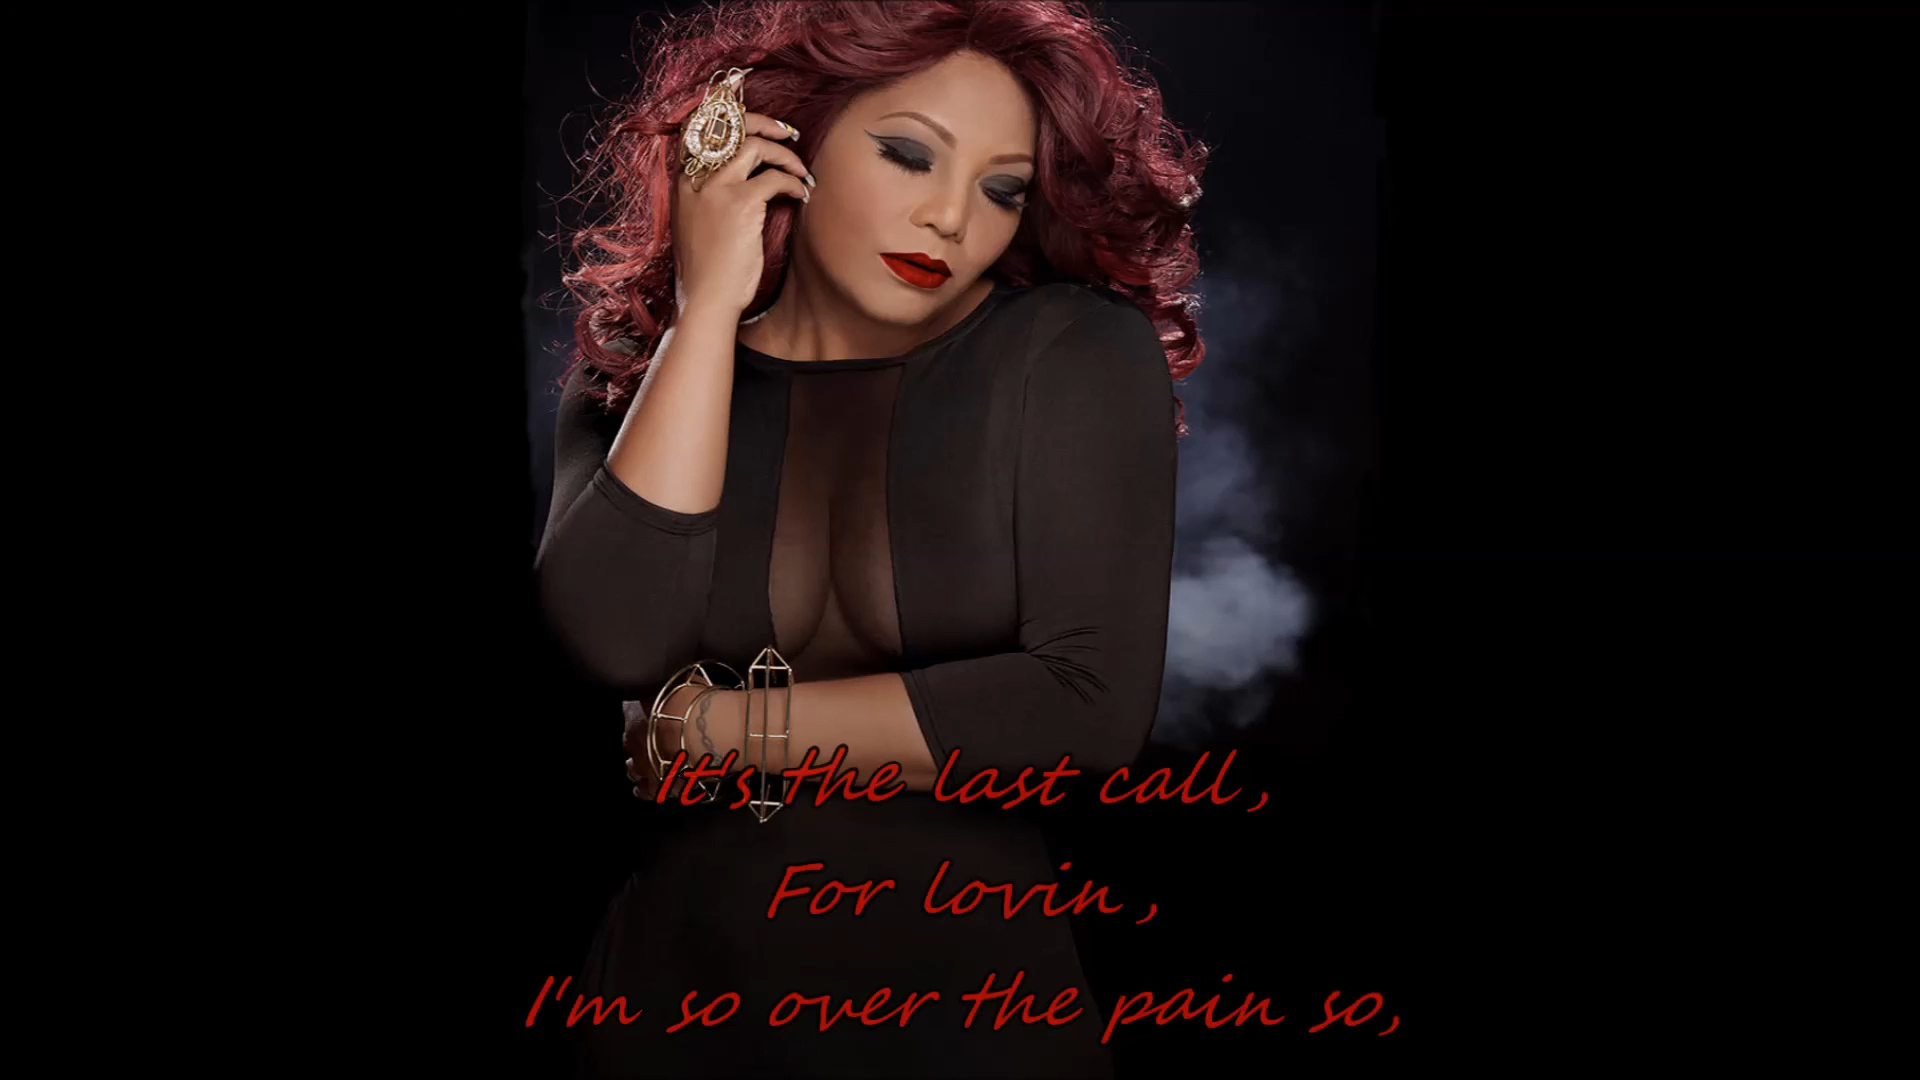 It's the last call,
For lovin,
I'm so over the pain so,